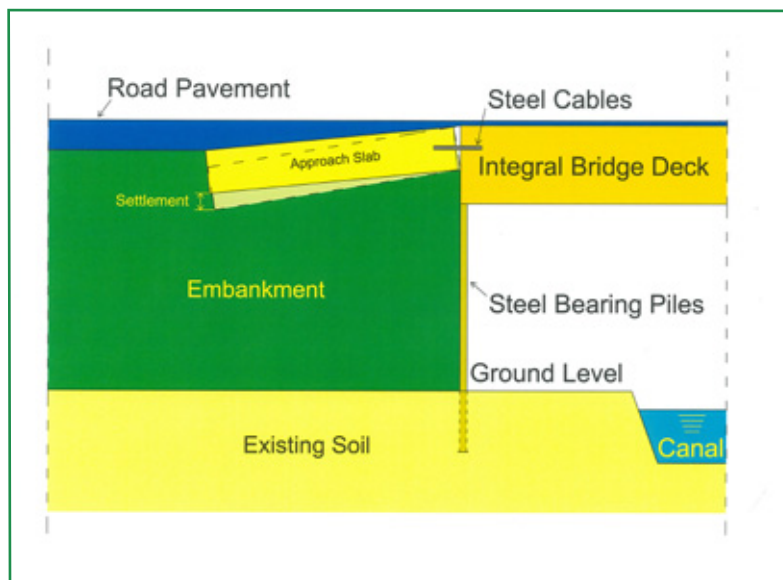 Road Pavement
Steel Cables
Approach Slab
Integral Bridge Deck
Settlement
Embankment
Steel Bearing Piles
Ground Level
Existing Soil
Canal